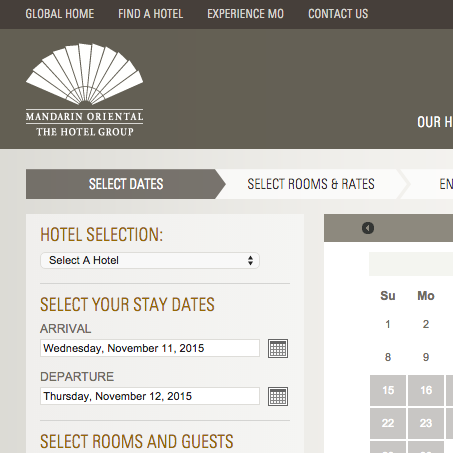 GLOBAL HOME FIND A HOTEL EXPERIENCE MO CONTACT US
MANDARIN ORIENTAL
THE HOTEL GROUP
OUR H
SELECT DATES SELECT ROOMS & RATES EN
HOTEL SELECTION:
Select A Hotel
SELECT YOUR STAY DATES
ARRIVAL
Wednesday, November 11, 2015
DEPARTURE
Thursday, November 12, 2015
SELECT ROOMS AND GUESTS
Su Mo
1 2
8 9
15 16
22 23